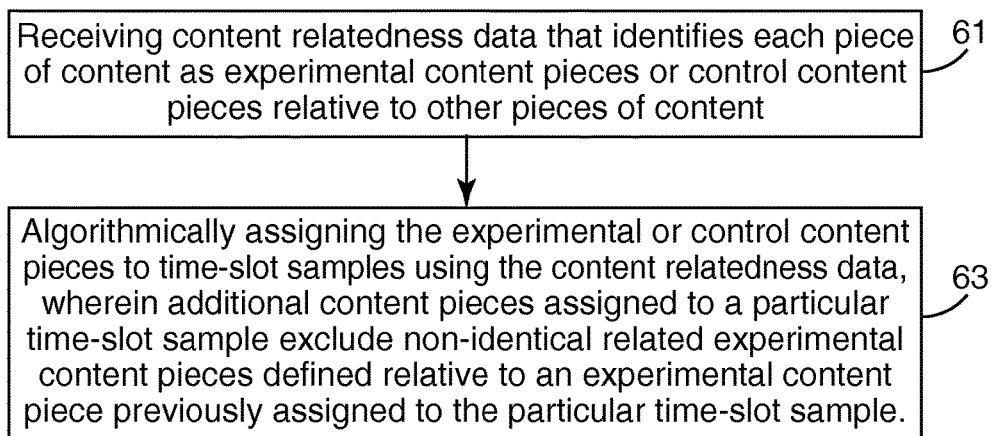 Receiving content relatedness data that identifies each piece
of content as experimental content pieces or control content
pieces relative to other pieces of content
61
Algorithmically assigning the experimental or control content
pieces to time-slot samples using the content relatedness data,
wherein additional content pieces assigned to a particular
time-slot sample exclude non-identical related experimental
content pieces defined relative to an experimental content
piece previously assigned to the particular time-slot sample.
63